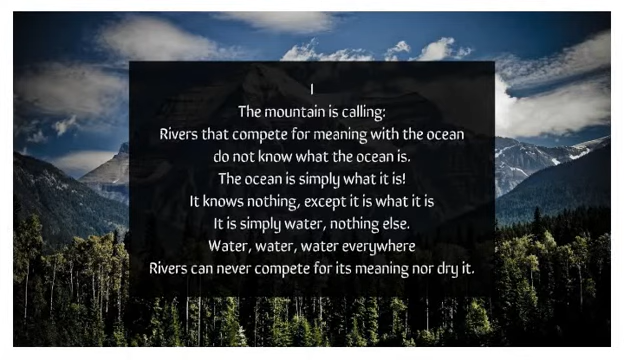 I
The mountain is calling:
Rivers that compete for meaning with the ocean
do not know what the ocean is.
The ocean is simply what it is!
It knows nothing, except it is what it is
It is simply water, nothing else.
Water, water, water everywhere
Rivers can never compete for its meaning nor dry it.